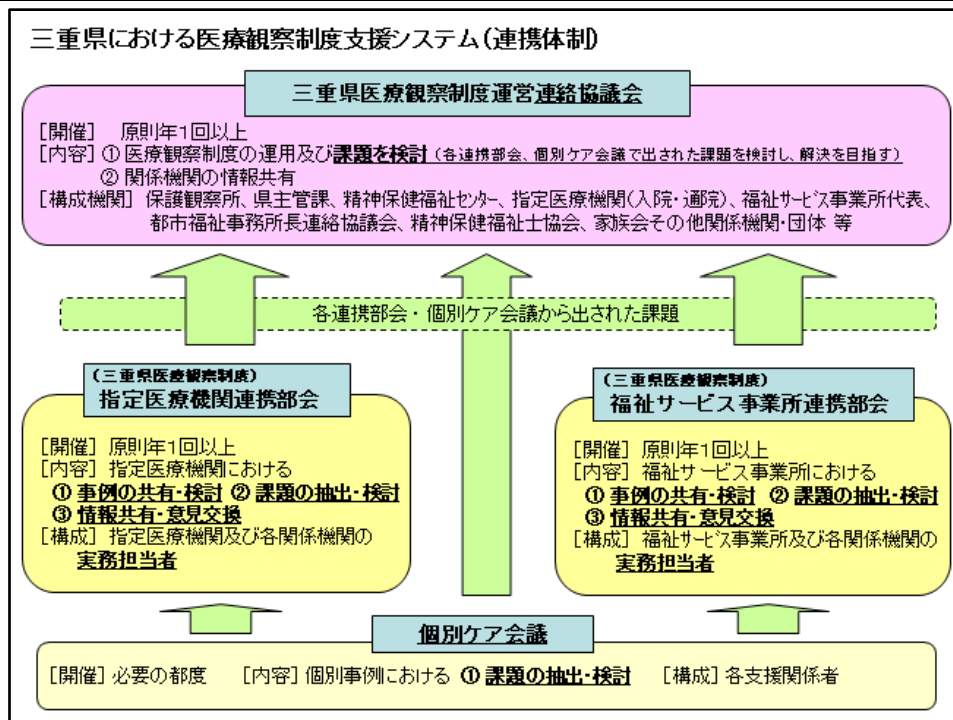 三重県における医療観察制度支援システム(連携体制)
三重県医療観察制度運営連絡協議会
[開催] 原則年1回以上
[内容] ① 医療観察制度の運用及び課題を検討(各連携部会、個別ケア会議で出された課題を検討し、解決を目指す)
② 関係機関の情報共有
[構成機関] 保護観察所、県主管課、精神保健福祉センター、指定医療機関(入院・通院)、福祉サービス事業所代表、
都市福祉事務所長連絡協議会、精神保健福祉士協会、家族会その他関係機関・団体 等
各連携部会・個別ケア会議から出された課題
(三重県医療観察制度)
指定医療機関連携部会
[開催] 原則年1回以上
[内容] 指定医療機関における
① 事例の共有・検討 ② 課題の抽出・検討
③ 情報共有・意見交換
[構成] 指定医療機関及び各関係機関の
実務担当者
(三重県医療観察制度)
福祉サービス事業所連携部会
[開催] 原則年1回以上
[内容] 福祉サービス事業所における
① 事例の共有・検討 ② 課題の抽出・検討
③ 情報共有・意見交換
[構成] 福祉サービス事業所及び各関係機関の
実務担当者
個別ケア会議
[開催] 必要の都度 [内容] 個別事例における ① 課題の抽出・検討 [構成] 各支援関係者